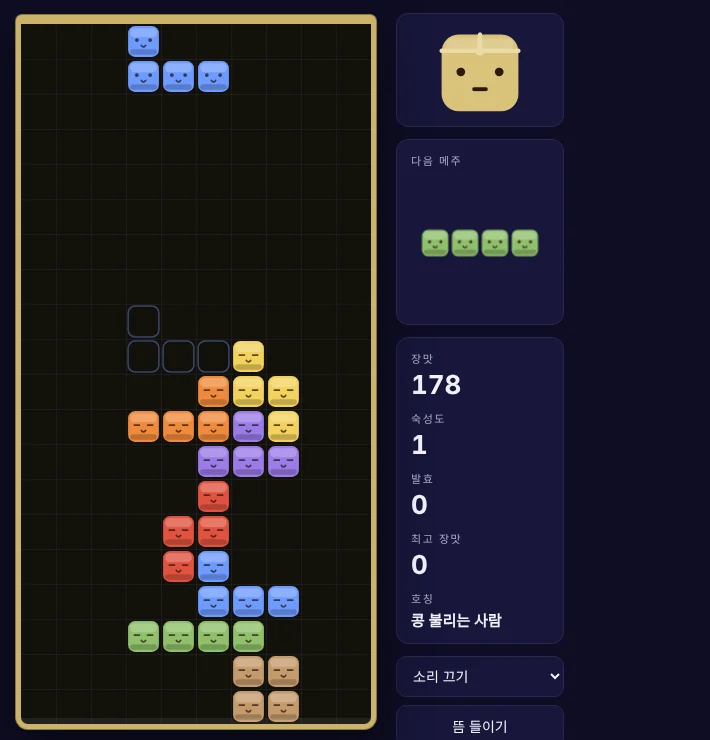 다음 메주
장맛
178
숙성도
1
발효
0
최고 장맛
0
호칭
콩 불리는 사람
소리 끄기
뜸 들이기